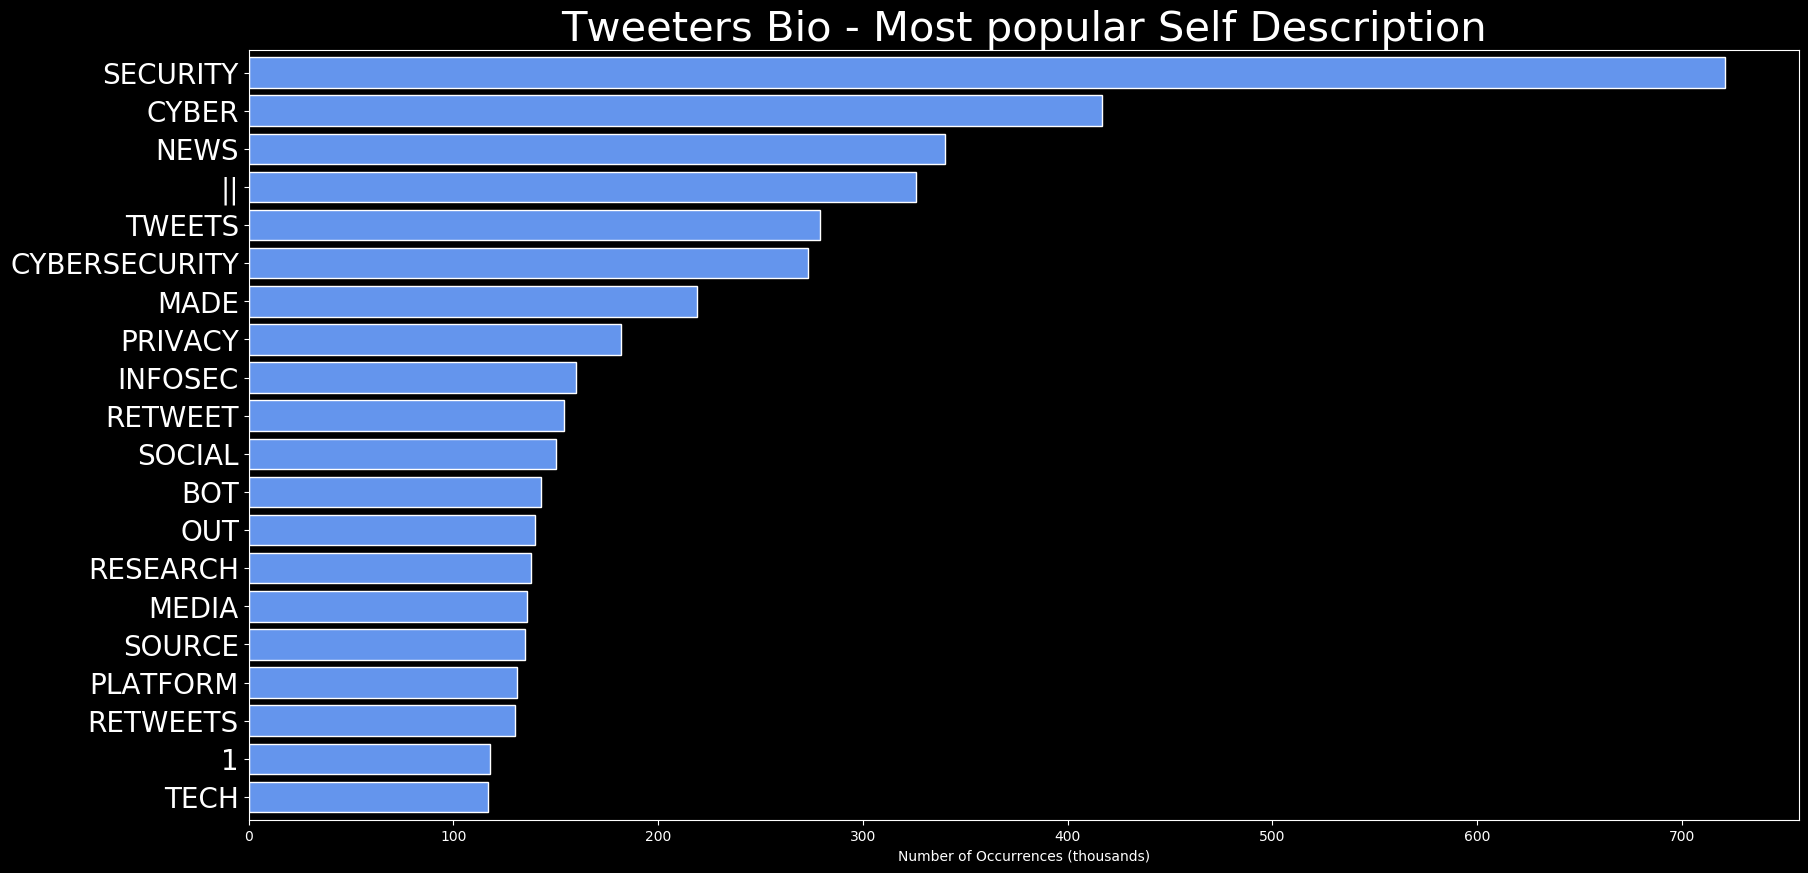 Tweeters Bio - Most popular Self Description
SECURITY
CYBER
NEWS
||
TWEETS
CYBERSECURITY
MADE
PRIVACY
INFOSEC
RETWEET
SOCIAL
BOT
OUT
RESEARCH
MEDIA
SOURCE
PLATFORM
RETWEETS
1
TECH
0 100 200 300 400 500 600 700
Number of Occurrences (thousands)